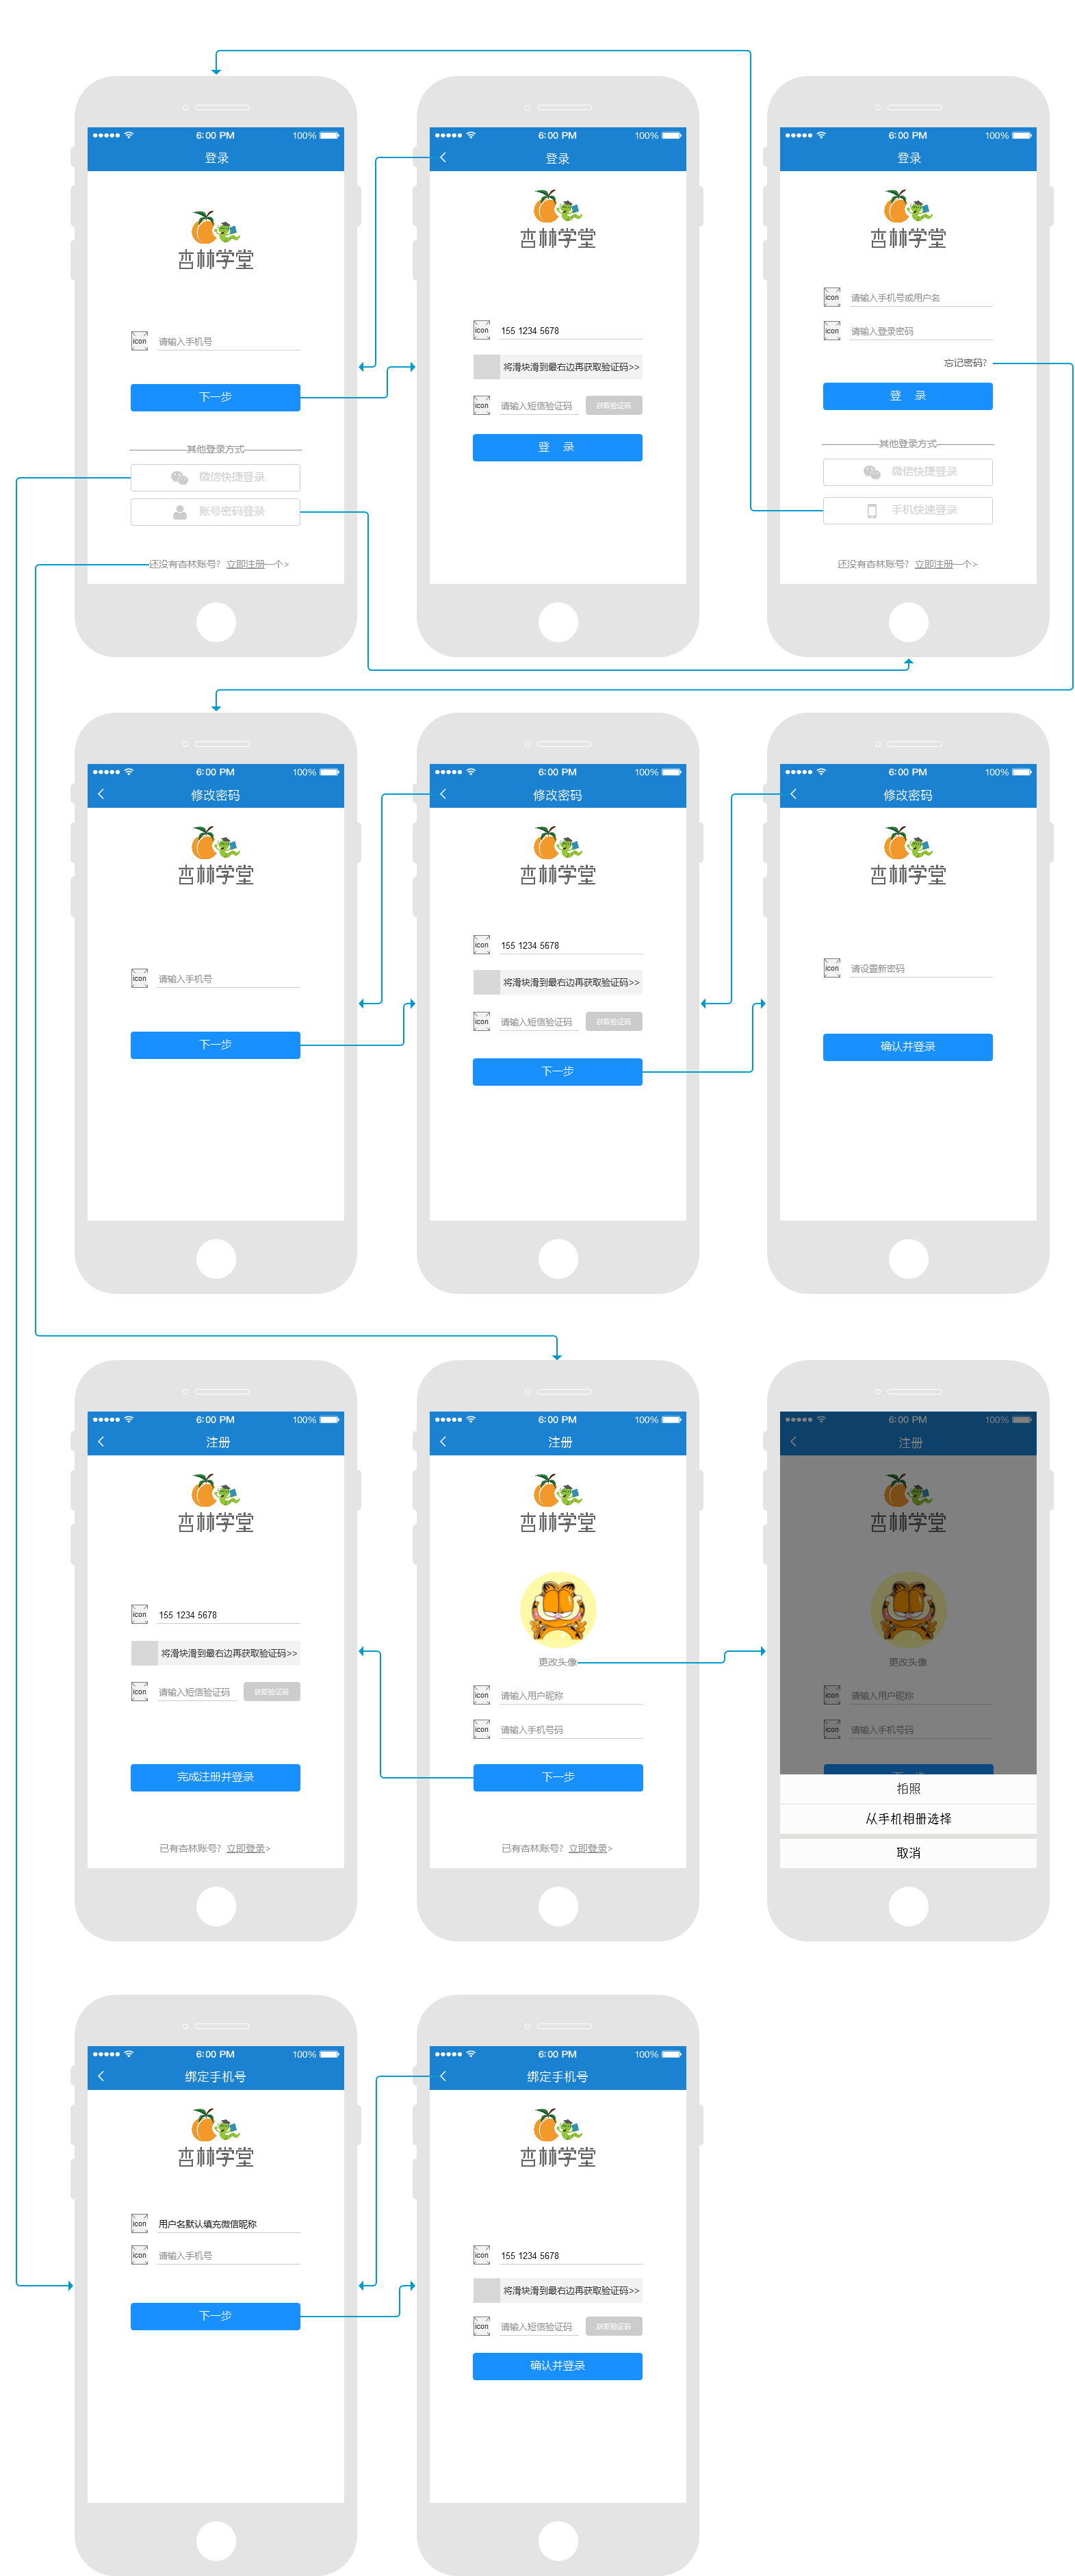 6:00 PM 100%
登录
杏林学堂
icon 请输入手机号
下一步
其他登录方式
微信快捷登录
账号密码登录
还没有杏林账号? 立即注册一个>
6:00 PM 100%
登录
杏林学堂
icon 155 1234 5678
将滑块滑到最右边再获取验证码>>
icon 请输入短信验证码 获取验证码
登 录
6:00 PM 100%
登录
杏林学堂
icon 请输入手机号或用户名
icon 请输入登录密码
忘记密码?
登 录
其他登录方式
微信快捷登录
手机快速登录
还没有杏林账号? 立即注册一个>
6:00 PM 100%
修改密码
杏林学堂
icon 请输入手机号
下一步
6:00 PM 100%
修改密码
杏林学堂
icon 155 1234 5678
将滑块滑到最右边再获取验证码>>
icon 请输入短信验证码 获取验证码
下一步
6:00 PM 100%
修改密码
杏林学堂
icon 请设置新密码
确认并登录
6:00 PM 100%
注册
杏林学堂
icon 155 1234 5678
将滑块滑到最右边再获取验证码>>
icon 请输入短信验证码 获取验证码
完成注册并登录
已有杏林账号? 立即登录>
6:00 PM 100%
注册
杏林学堂
更改头像
icon 请输入用户昵称
icon 请输入手机号码
下一步
已有杏林账号? 立即登录>
6:00 PM 100%
注册
杏林学堂
更改头像
icon 请输入用户昵称
icon 请输入手机号码
下一步
拍照
从手机相册选择
取消
6:00 PM 100%
绑定手机号
杏林学堂
icon 用户名默认填充微信昵称
icon 请输入手机号
下一步
6:00 PM 100%
绑定手机号
杏林学堂
icon 155 1234 5678
将滑块滑到最右边再获取验证码>>
icon 请输入短信验证码 获取验证码
确认并登录